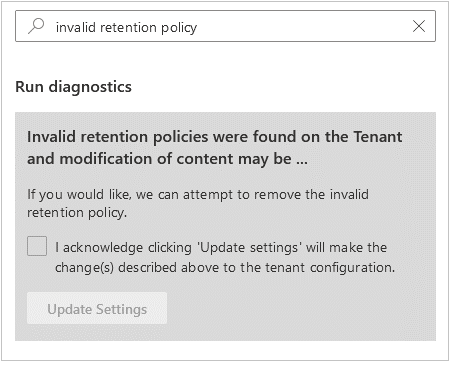 invalid retention policy
Run diagnostics
Invalid retention policies were found on the Tenant
and modification of content may be ...
If you would like, we can attempt to remove the invalid
retention policy.
I acknowledge clicking 'Update settings' will make the
change(s) described above to the tenant configuration.
Update Settings